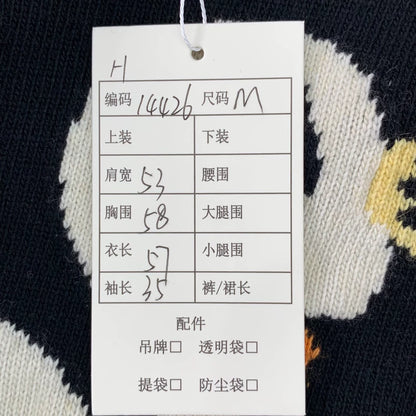 H
编码 14426 尺码 M
上装 下装
肩宽 53 腰围
胸围 58 大腿围
衣长 57 小腿围
袖长 35 裤/裙长
配件
吊牌□ 透明袋□
提袋□ 防尘袋□